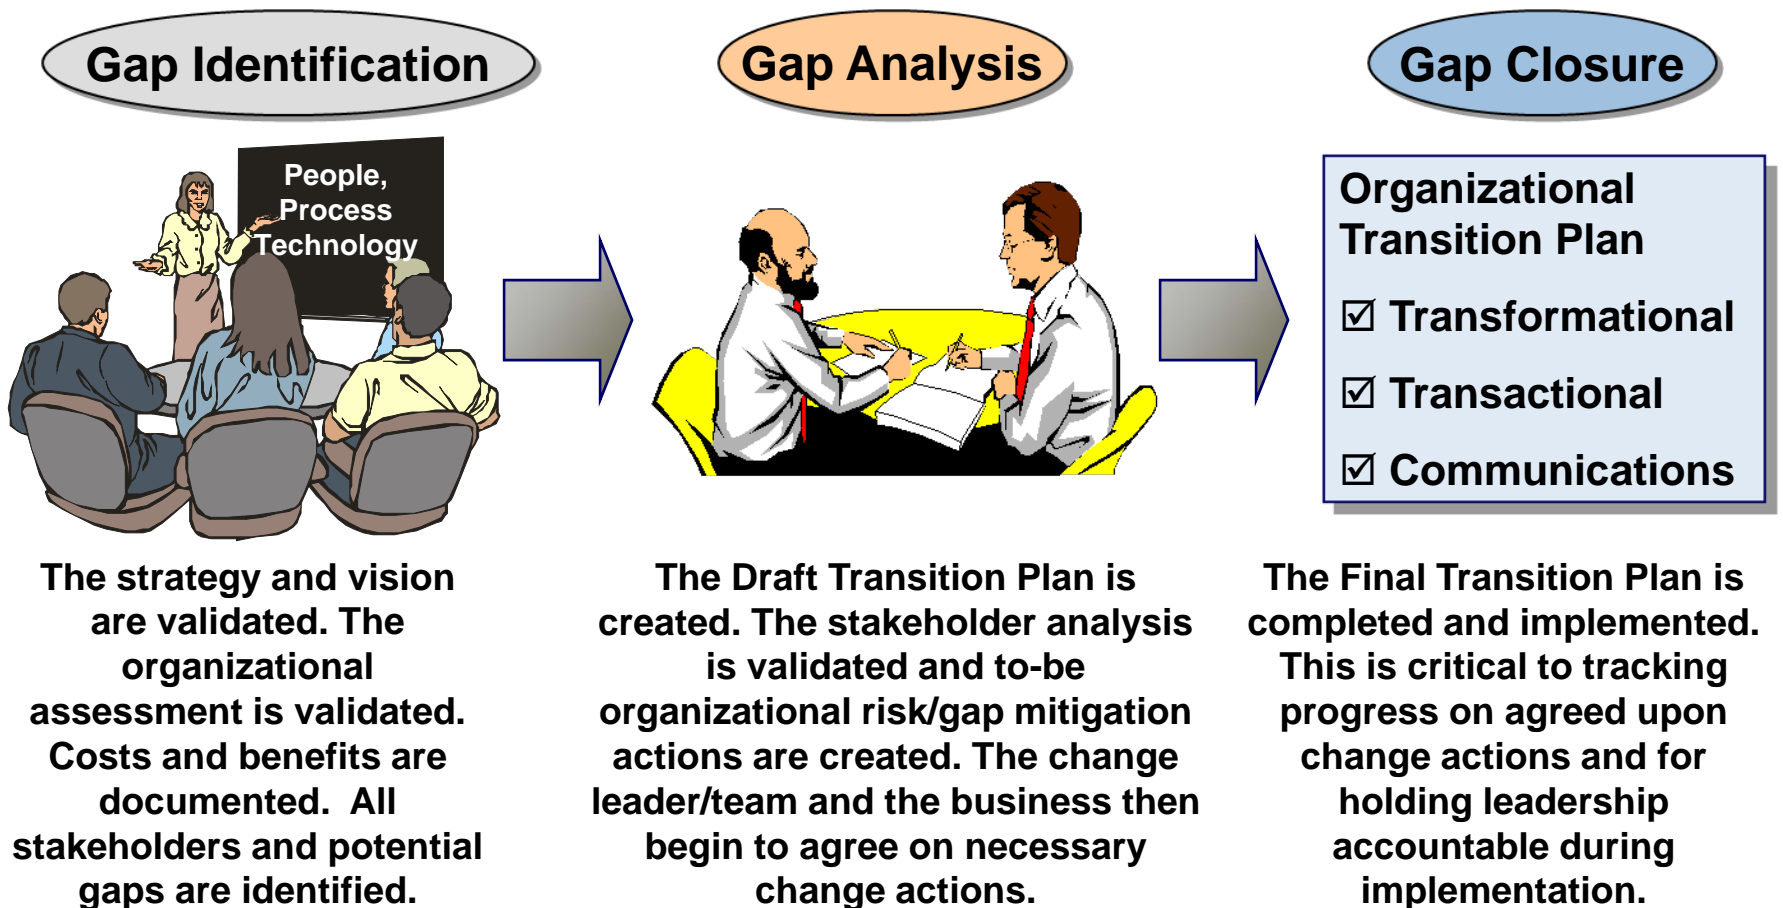 Gap Identification
Gap Analysis
Gap Closure
People,
Process
Technology
Organizational
Transition Plan
☑ Transformational
☑ Transactional
☑ Communications
The strategy and vision
are validated. The
organizational
assessment is validated.
Costs and benefits are
documented.  All
stakeholders and potential
gaps are identified.
The Draft Transition Plan is
created. The stakeholder analysis
is validated and to-be
organizational risk/gap mitigation
actions are created. The change
leader/team and the business then
begin to agree on necessary
change actions.
The Final Transition Plan is
completed and implemented.
This is critical to tracking
progress on agreed upon
change actions and for
holding leadership
accountable during
implementation.